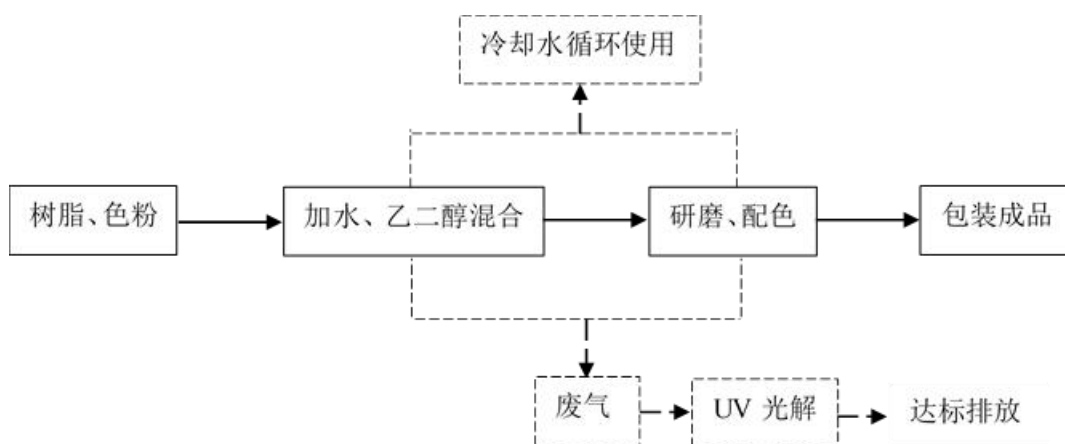 冷却水循环使用
树脂、色粉
加水、乙二醇混合
研磨、配色
包装成品
废气
UV 光解
达标排放